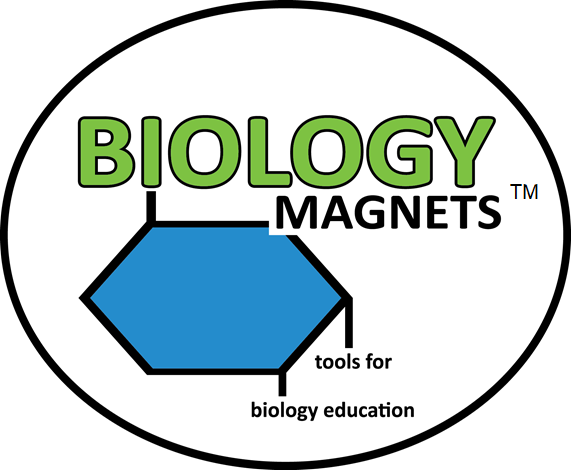 BIOLOGY
MAGNETS ™
tools for
biology education